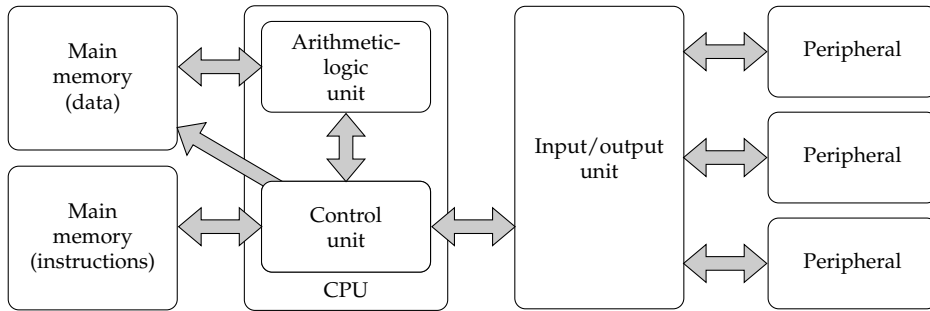 Main
memory
(data)
Main
memory
(instructions)
Arithmetic-
logic
unit
Control
unit
CPU
Input/output
unit
Peripheral
Peripheral
Peripheral